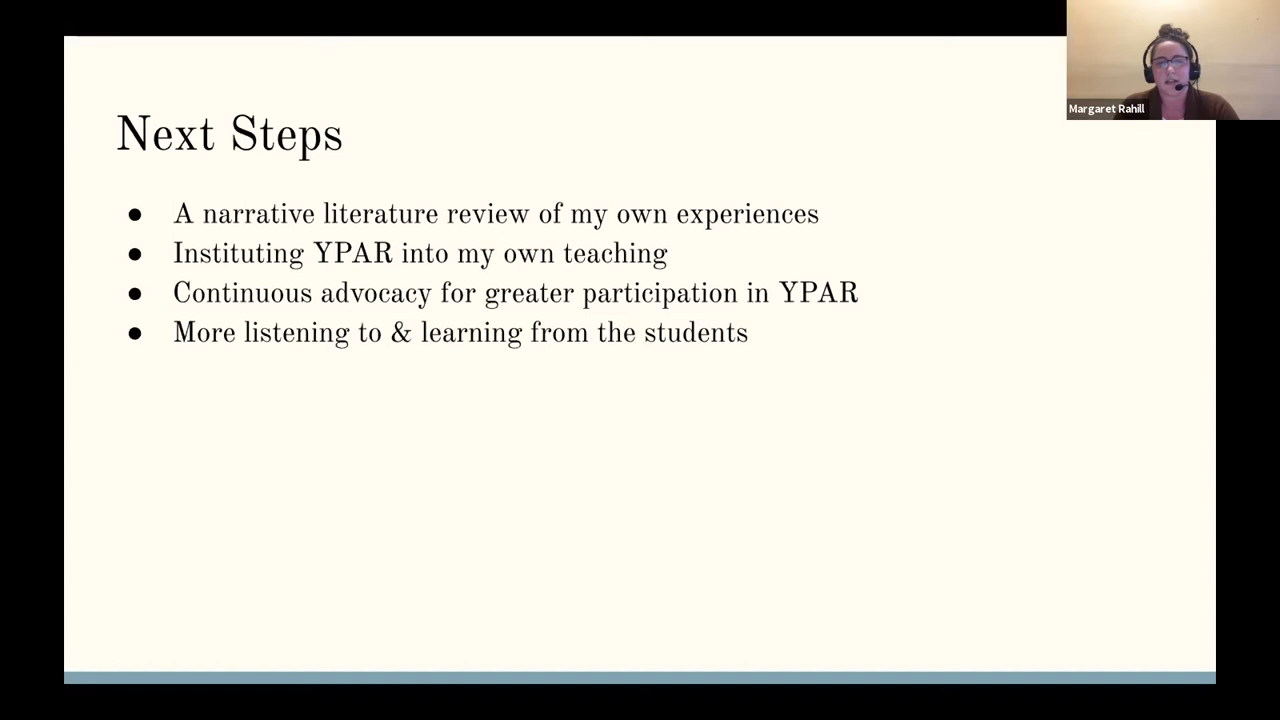 Margaret Rahill
Next Steps
● A narrative literature review of my own experiences
● Instituting YPAR into my own teaching
● Continuous advocacy for greater participation in YPAR
● More listening to & learning from the students